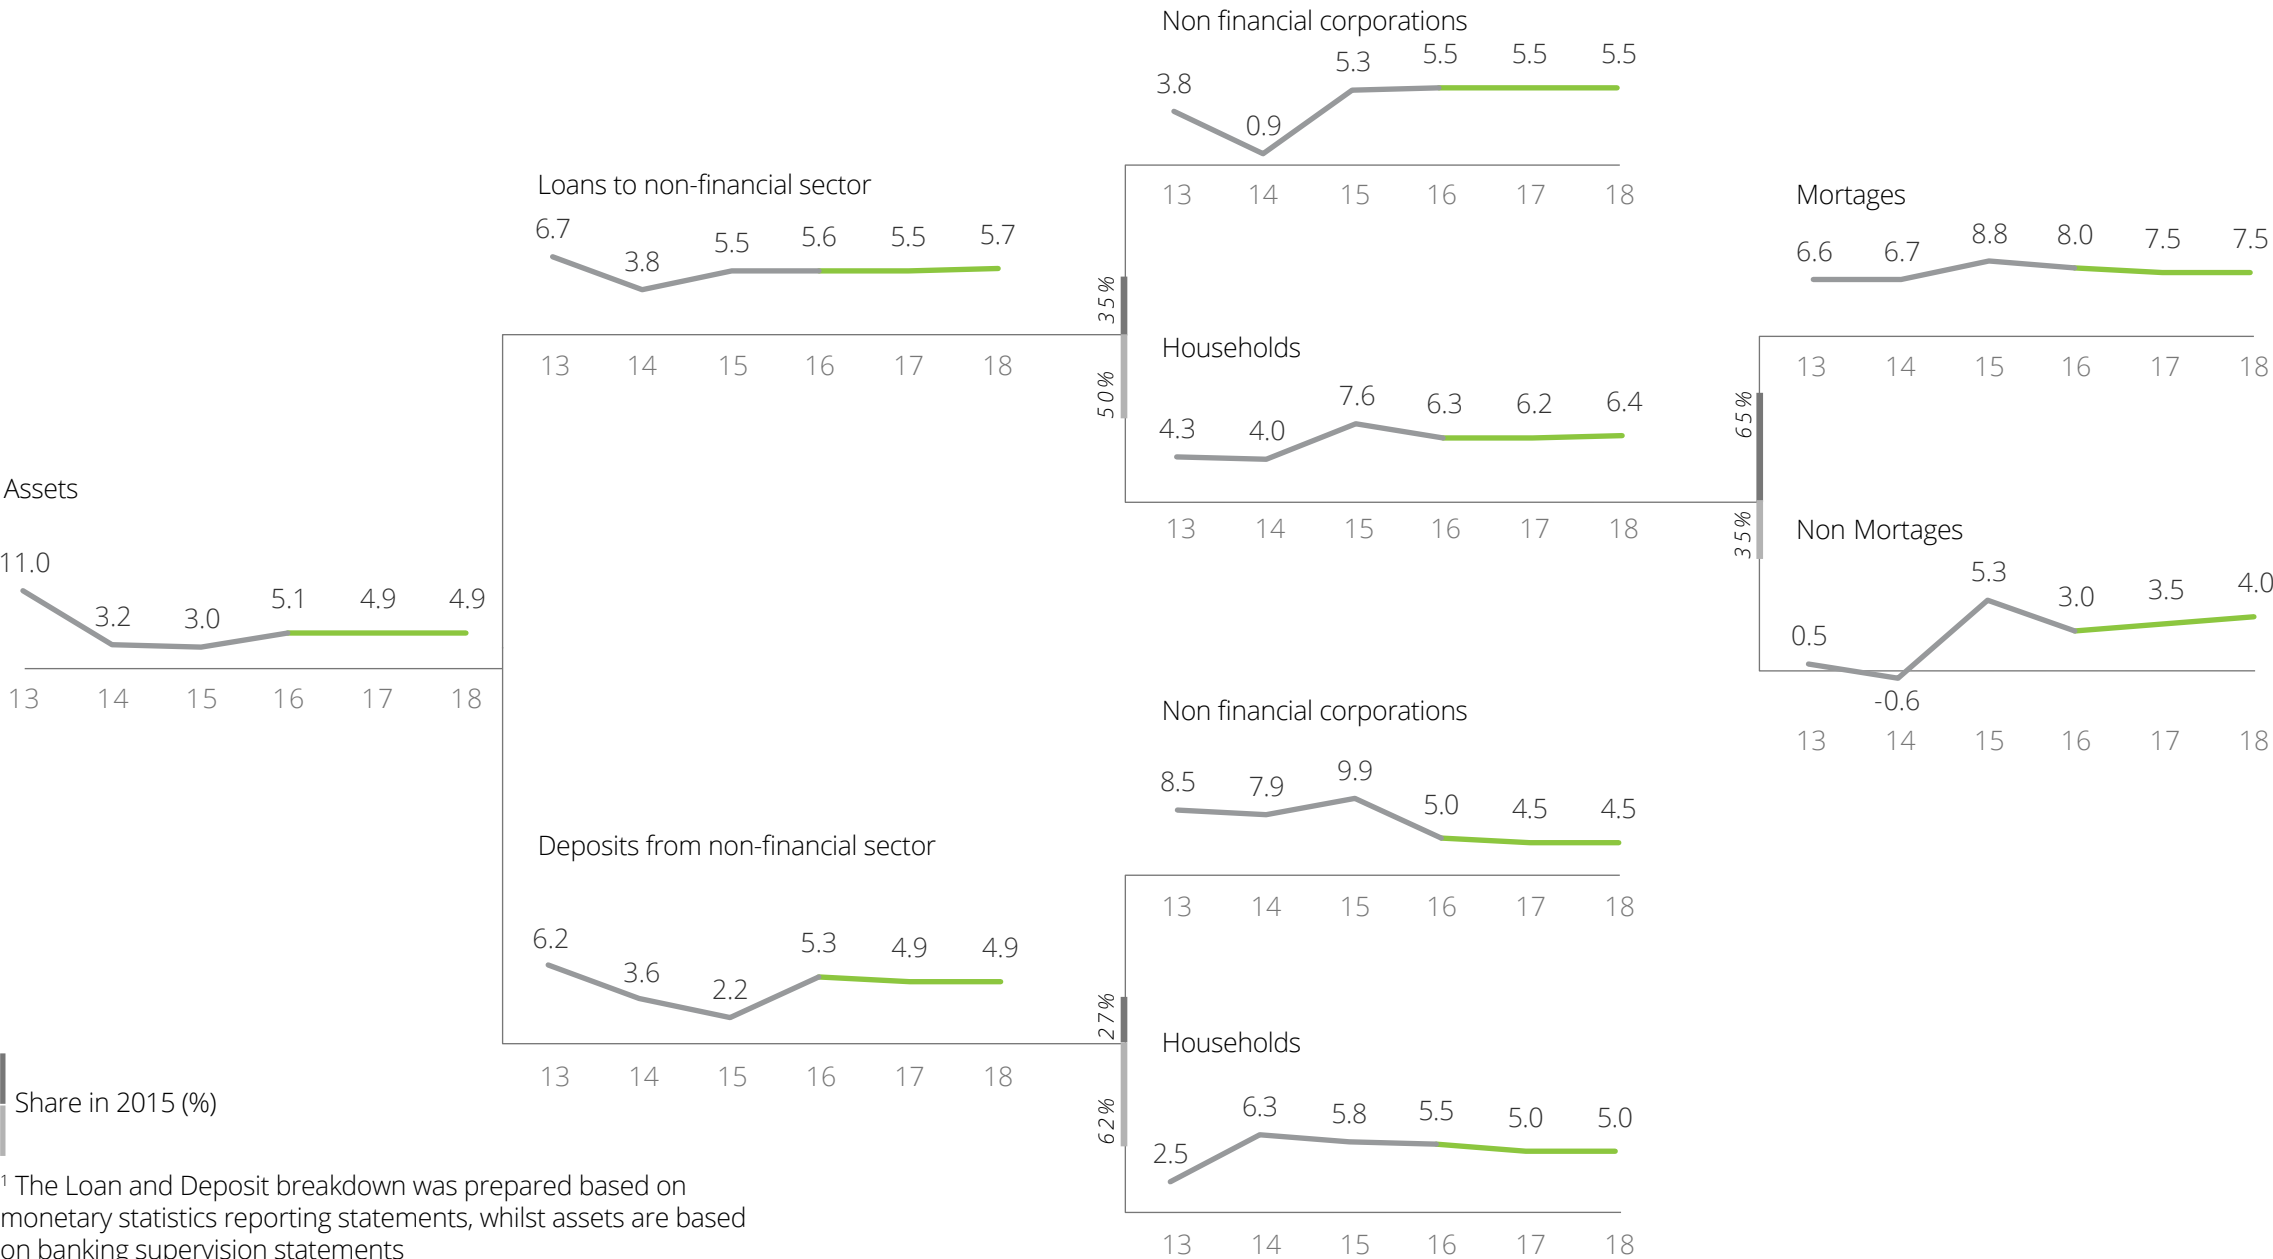 Non financial corporations
3.8 0.9 5.3 5.5 5.5 5.5
13 14 15 16 17 18
Loans to non-financial sector
6.7 3.8 5.5 5.6 5.5 5.7
13 14 15 16 17 18
35%
50%
Households
4.3 4.0 7.6 6.3 6.2 6.4
13 14 15 16 17 18
Mortages
6.6 6.7 8.8 8.0 7.5 7.5
13 14 15 16 17 18
65%
35%
Non Mortages
0.5 -0.6 5.3 3.0 3.5 4.0
13 14 15 16 17 18
Assets
11.0 3.2 3.0 5.1 4.9 4.9
13 14 15 16 17 18
Non financial corporations
8.5 7.9 9.9 5.0 4.5 4.5
13 14 15 16 17 18
Deposits from non-financial sector
6.2 3.6 2.2 5.3 4.9 4.9
13 14 15 16 17 18
27%
62%
Households
2.5 6.3 5.8 5.5 5.0 5.0
13 14 15 16 17 18
Share in 2015 (%)
¹ The Loan and Deposit breakdown was prepared based on
monetary statistics reporting statements, whilst assets are based
on banking supervision statements